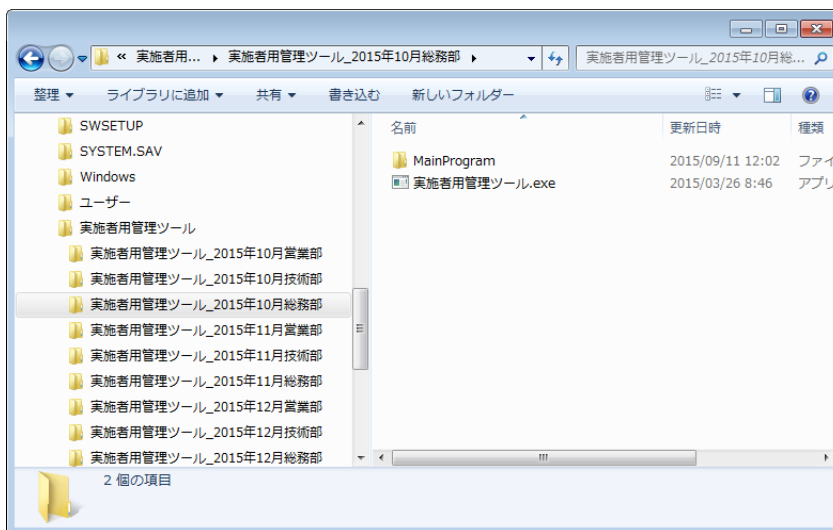 « 実施者用... ▸ 実施者用管理ツール_2015年10月総務部 ▸
実施者用管理ツール_2015年10月総...
整理 ▼ ライブラリに追加 ▼ 共有 ▼ 書き込む 新しいフォルダー
SWSETUP
SYSTEM.SAV
Windows
ユーザー
実施者用管理ツール
実施者用管理ツール_2015年10月営業部
実施者用管理ツール_2015年10月技術部
実施者用管理ツール_2015年10月総務部
実施者用管理ツール_2015年11月営業部
実施者用管理ツール_2015年11月技術部
実施者用管理ツール_2015年11月総務部
実施者用管理ツール_2015年12月営業部
実施者用管理ツール_2015年12月技術部
実施者用管理ツール_2015年12月総務部
名前 更新日時 種類
MainProgram 2015/09/11 12:02 ファイ
実施者用管理ツール.exe 2015/03/26 8:46 アプリ
2 個の項目